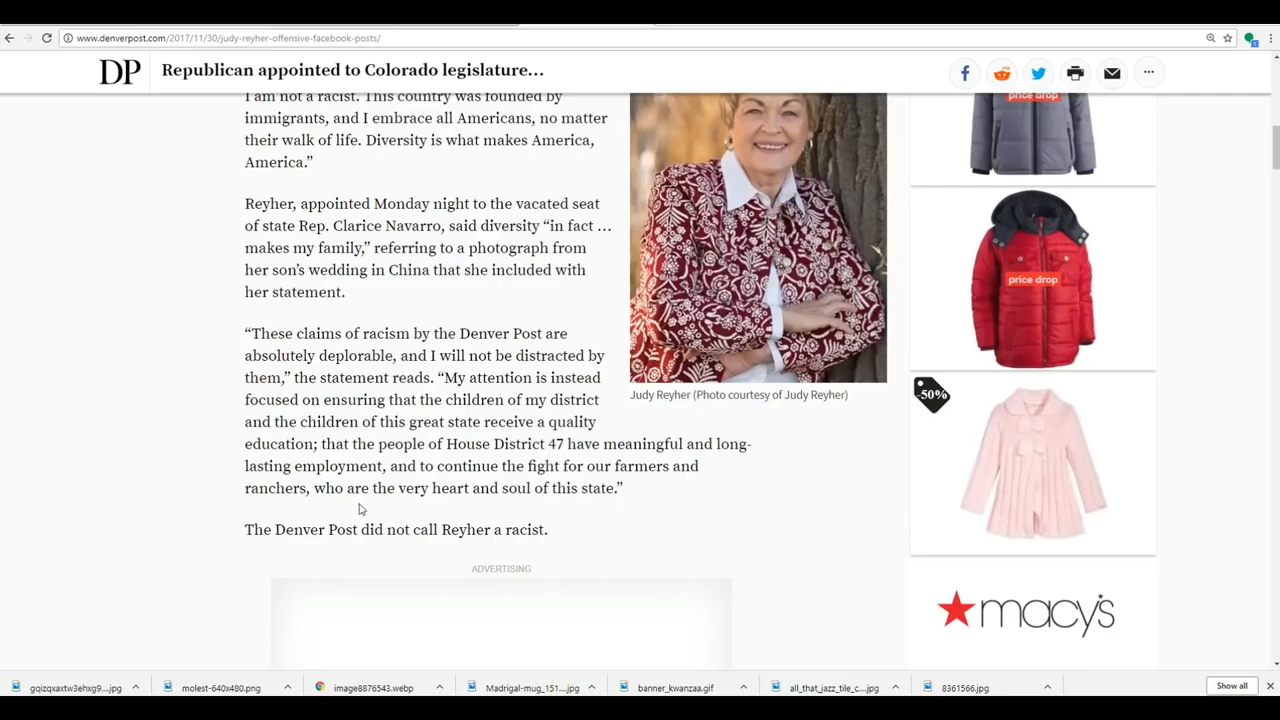 www.denverpost.com/2017/11/30/judy-reyher-offensive-facebook-posts/
DP
Republican appointed to Colorado legislature...
I am not a racist. This country was founded by
immigrants, and I embrace all Americans, no matter
their walk of life. Diversity is what makes America,
America.”
Reyher, appointed Monday night to the vacated seat
of state Rep. Clarice Navarro, said diversity “in fact …
makes my family,” referring to a photograph from
her son’s wedding in China that she included with
her statement.
“These claims of racism by the Denver Post are
absolutely deplorable, and I will not be distracted by
them,” the statement reads. “My attention is instead
focused on ensuring that the children of my district
and the children of this great state receive a quality
education; that the people of House District 47 have meaningful and long-
lasting employment, and to continue the fight for our farmers and
ranchers, who are the very heart and soul of this state.”
The Denver Post did not call Reyher a racist.
ADVERTISING
Judy Reyher (Photo courtesy of Judy Reyher)
price drop
price drop
-50%
macy's
gqizqxaxtw3ehxg9....jpg
molest-640x480.png
image8876543.webp
Madrigal-mug_151....jpg
banner_kwanzaa.gif
all_that_jazz_tile_c....jpg
8361566.jpg
Show all